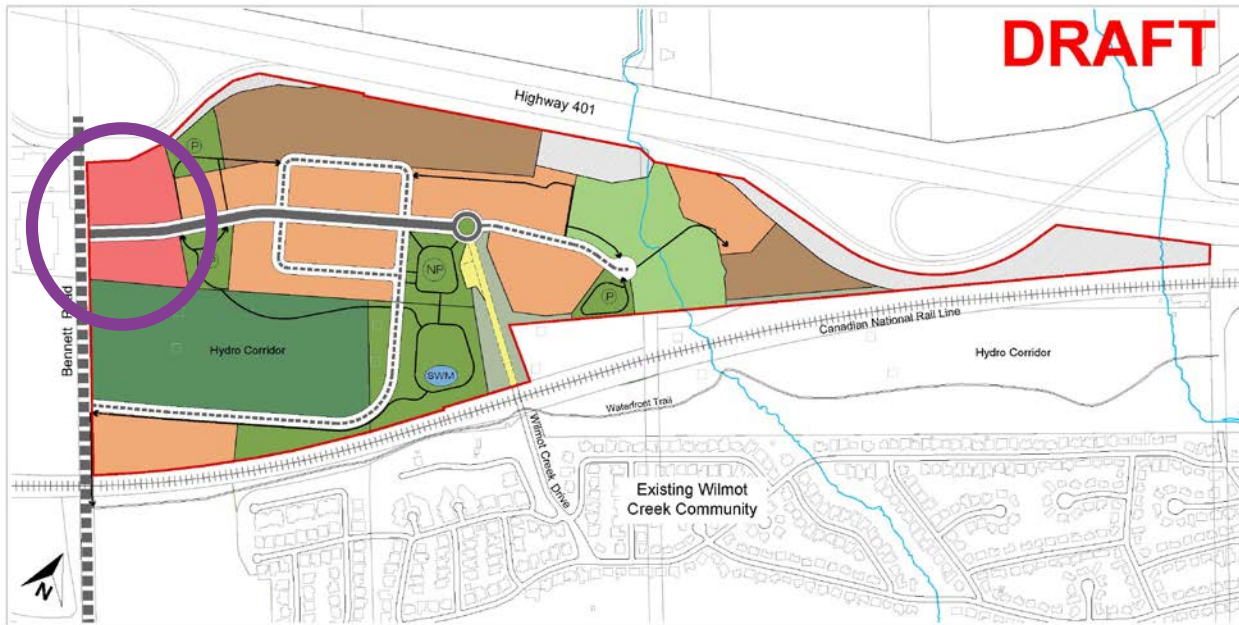 DRAFT
Highway 401
P
P
NP
P
Bennett Road
Hydro Corridor
SWM
Canadian National Rail Line
Hydro Corridor
Waterfront Trail
Wilmot Creek Drive
Existing Wilmot
Creek Community
N